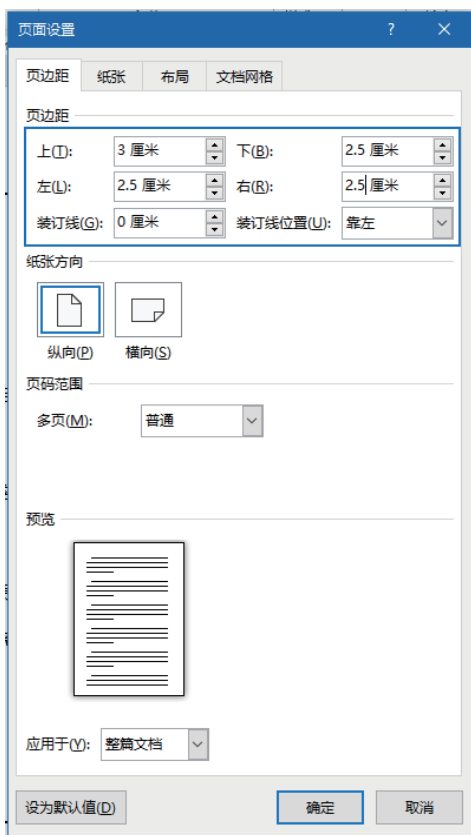 页面设置 ? ×
页边距 纸张 布局 文档网格
页边距
上(T): 3 厘米 下(B): 2.5 厘米
左(L): 2.5 厘米 右(R): 2.5 厘米
装订线(G): 0 厘米 装订线位置(U): 靠左
纸张方向
纵向(P) 横向(S)
页码范围
多页(M): 普通
预览
应用于(Y): 整篇文档
设为默认值(D) 确定 取消